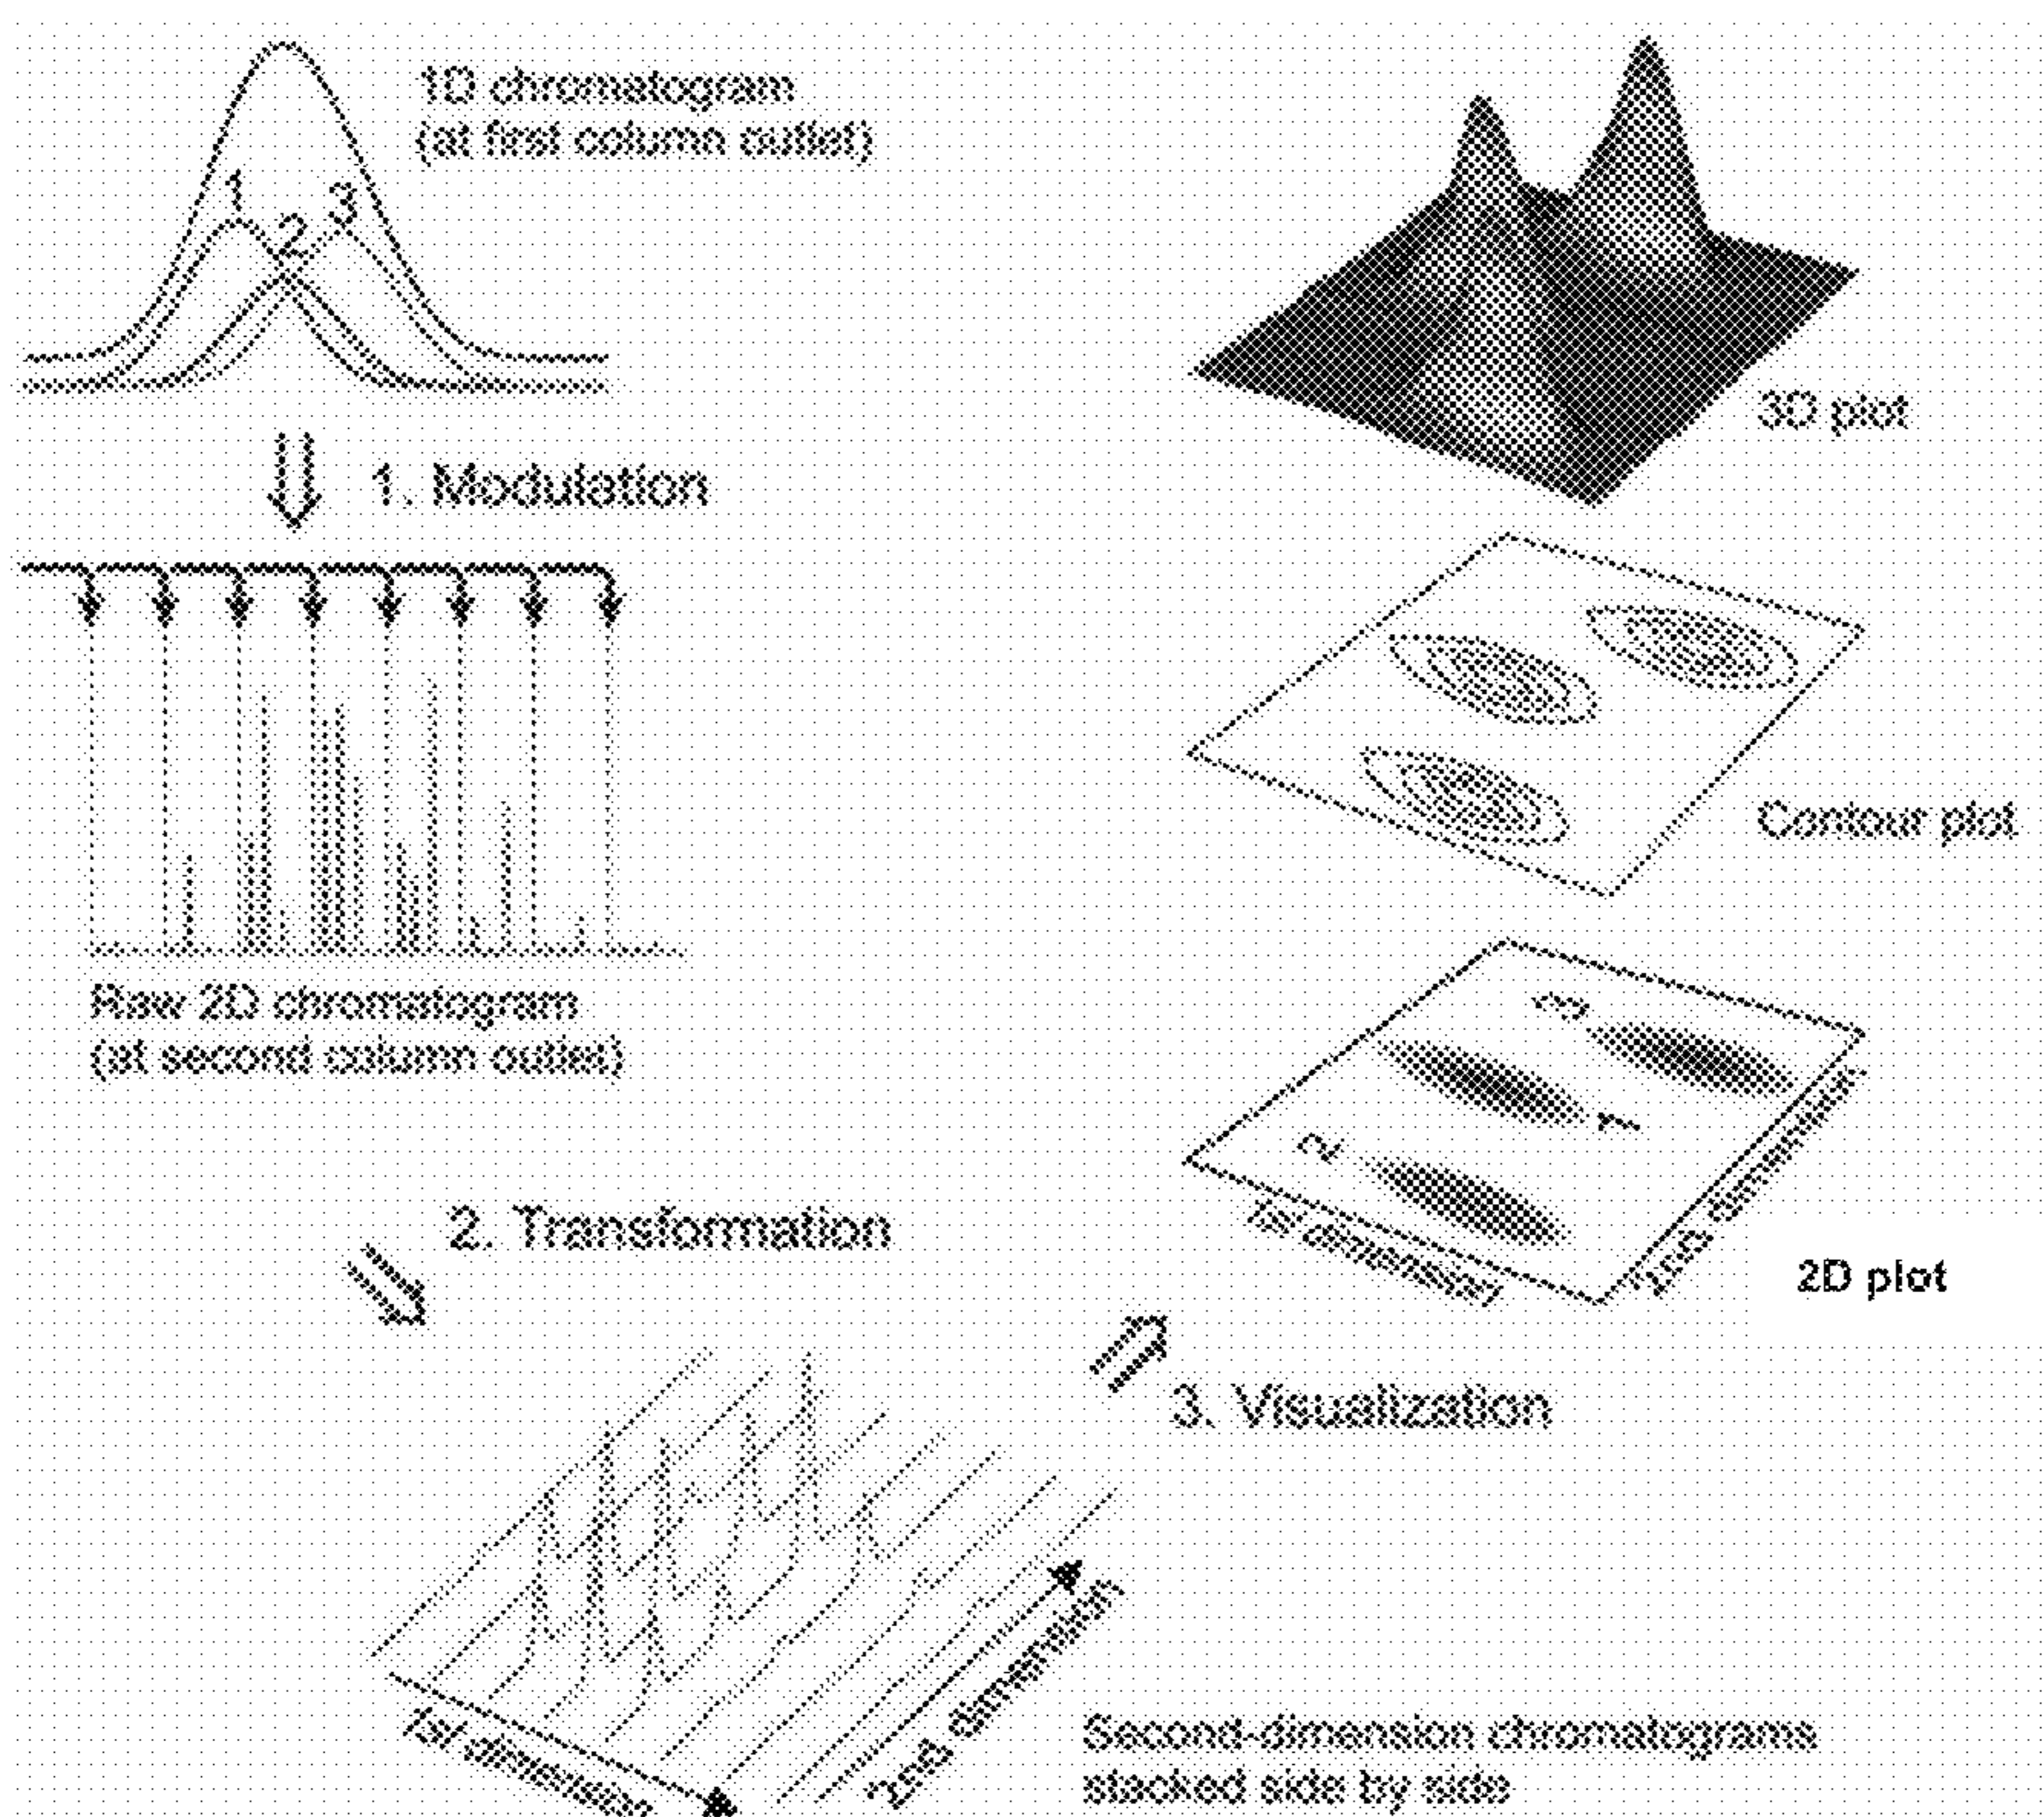 1D chromatogram
(at first column outlet)
1
2
3
1. Modulation
Raw 2D chromatogram
(at second column outlet)
2. Transformation
1st dimension
2nd dimension
Second-dimension chromatograms
stacked side by side
3. Visualization
3D plot
Contour plot
3
1
2
1st dimension
2nd dimension
2D plot